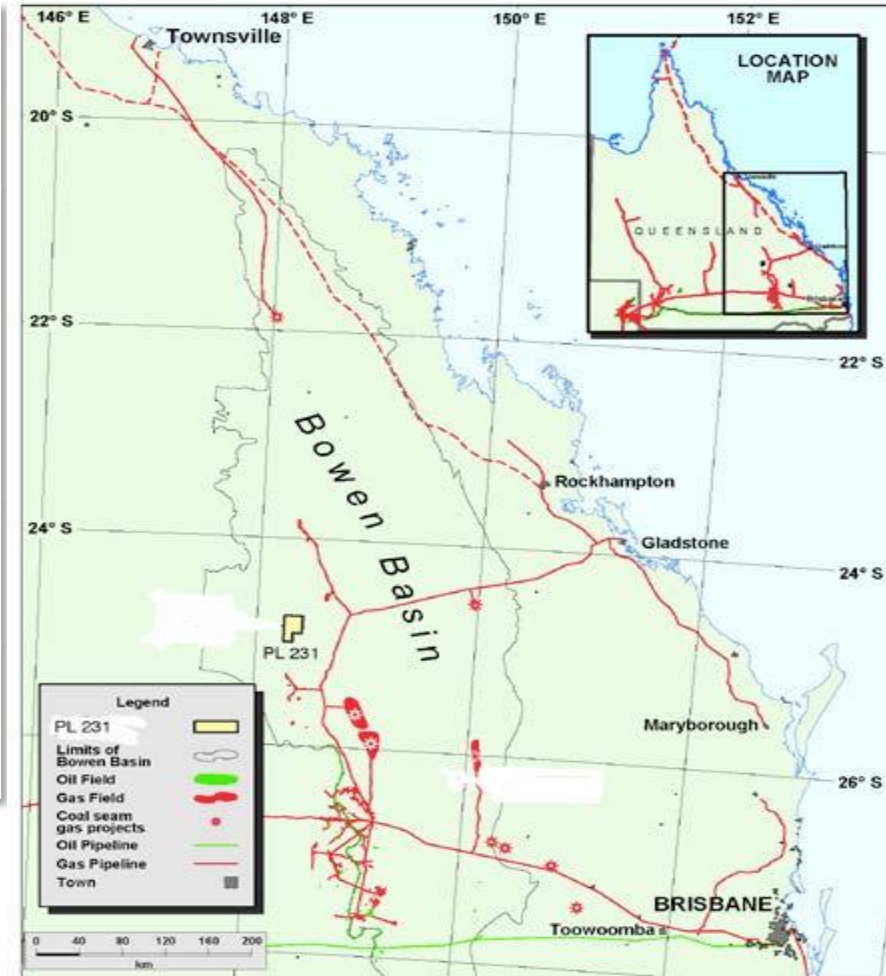 146° E
148° E
150° E
152° E
Townsville
LOCATION
MAP
QUEENSLAND
20° S
22° S
22° S
Bowen Basin
Rockhampton
24° S
Gladstone
24° S
PL 231
Maryborough
26° S
Legend
PL 231
Limits of
Bowen Basin
Oil Field
Gas Field
Coal seam
gas projects
Oil Pipeline
Gas Pipeline
Town
BRISBANE
Toowoomba
0 40 80 120 160 200
km